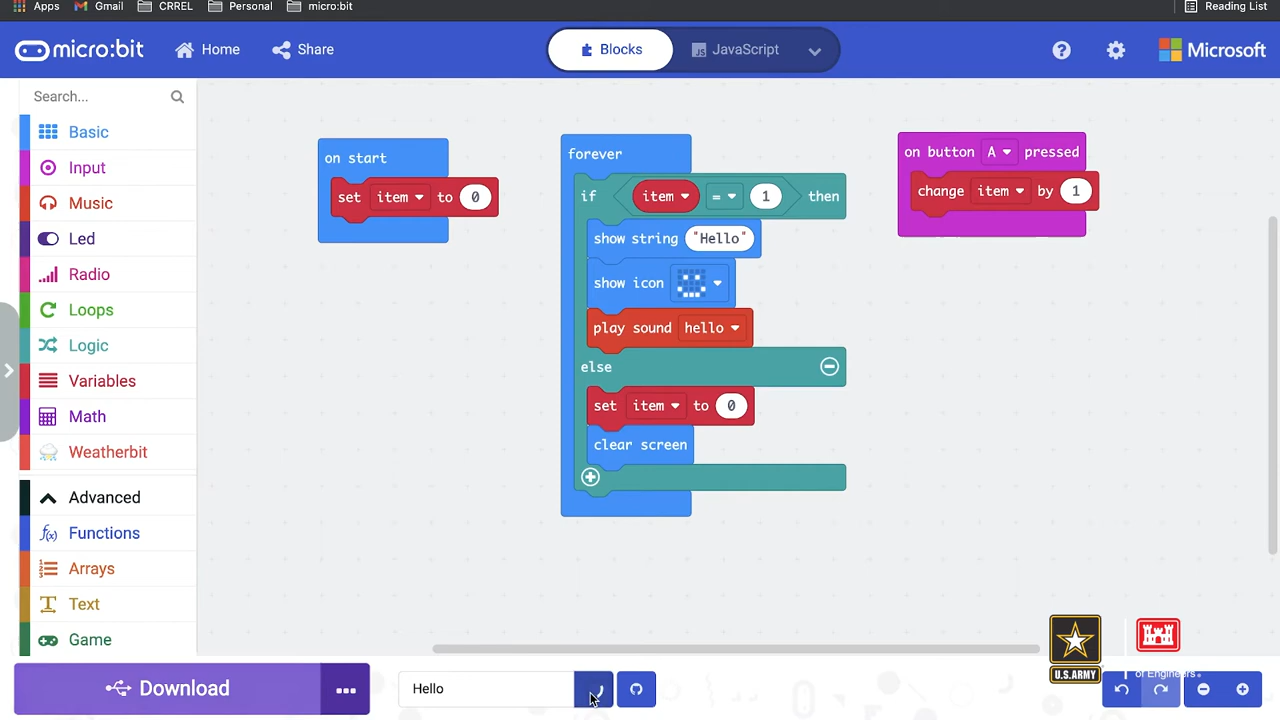 Apps Gmail CRREL Personal micro:bit Reading List
micro:bit Home Share Blocks JavaScript Microsoft
Search...
Basic
Input
Music
Led
Radio
Loops
Logic
Variables
Math
Weatherbit
Advanced
Functions
Arrays
Text
Game
on start
set item to 0
forever
if item = 1 then
show string "Hello"
show icon
play sound hello
else
set item to 0
clear screen
on button A pressed
change item by 1
U.S.ARMY
of Engineers®
Download ... Hello